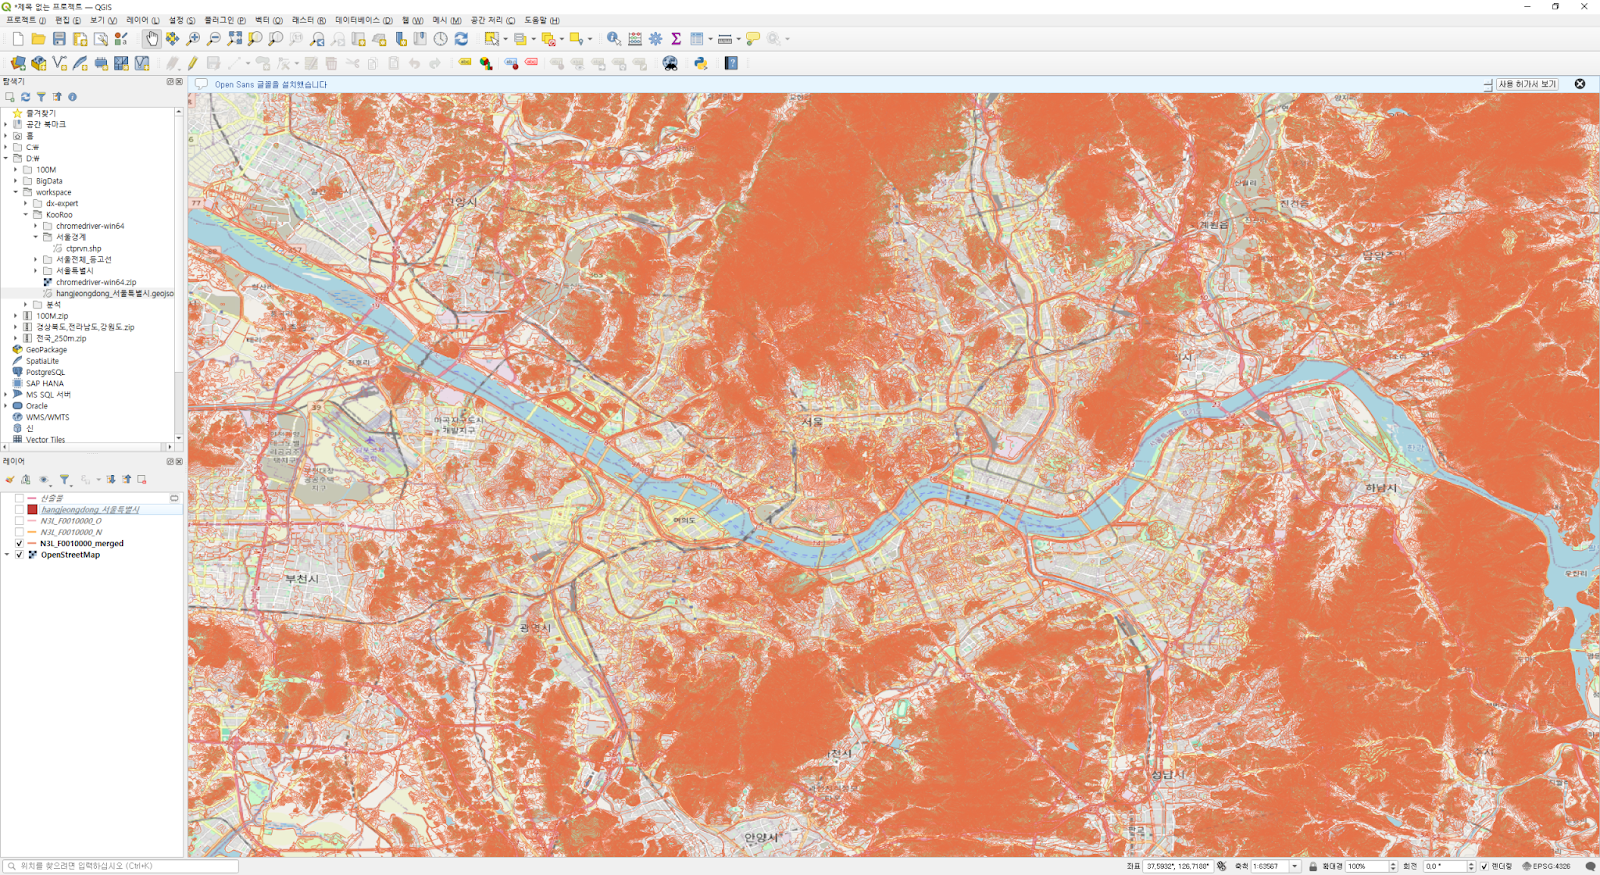 *제목 없는 프로젝트 — QGIS
프로젝트(J) 편집(E) 보기(V) 레이어(L) 설정(S) 플러그인(P) 벡터(O) 래스터(R) 데이터베이스(D) 웹(W) 메시(M) 공간 처리(C) 도움말(H)
탐색기
Open Sans 글꼴을 설치했습니다
사용 허가서 보기
즐겨찾기
공간 북마크
홈
C:₩
D:₩
100M
BigData
workspace
dx-expert
KooRoo
chromedriver-win64
서울경계
ctprvn.shp
서울전체_등고선
서울특별시
chromedriver-win64.zip
hangjeongdong_서울특별시.geojso
분석
100M.zip
경상북도,전라남도,강원도.zip
전국_250m.zip
GeoPackage
SpatiaLite
PostgreSQL
SAP HANA
MS SQL 서버
Oracle
WMS/WMTS
신
Vector Tiles
레이어
산출물
hangjeongdong_서울특별시
N3L_F0010000_O
N3L_F0010000_N
N3L_F0010000_merged
OpenStreetMap
77
고양시
진건읍
39
마곡지구도시
개발지구
서울
여의도
하남시
부천시
광명시
성남시
안양시
위치를 찾으려면 입력하십시오 (Ctrl+K)
좌표 37,5932°, 126,7188° 축척 1:63567 확대경 100% 회전 0,0 ° 렌더링 EPSG:4326